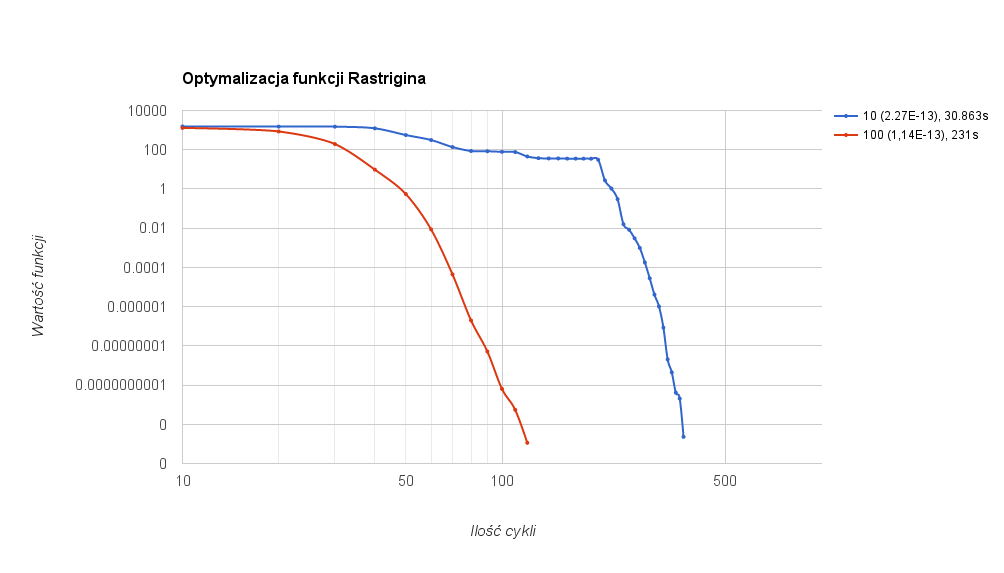 Optymalizacja funkcji Rastrigina
10 (2.27E-13), 30.863s
100 (1,14E-13), 231s
Wartość funkcji
10000
100
1
0.01
0.0001
0.000001
0.00000001
0.0000000001
0
0
10 50 100 500
Ilość cykli